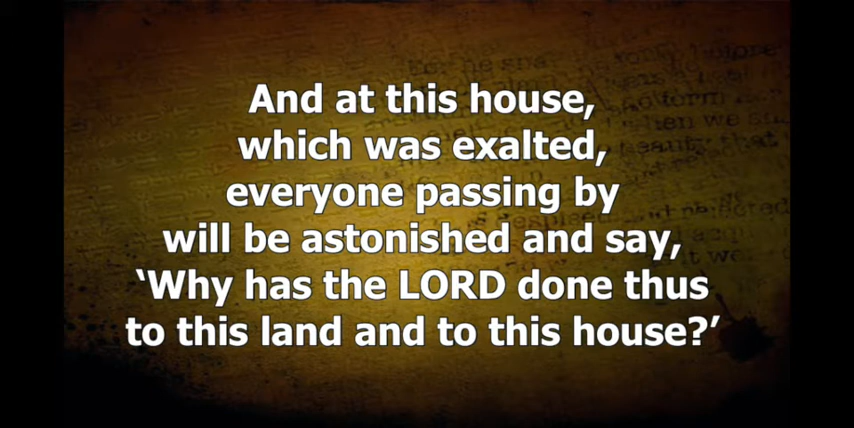 And at this house,
which was exalted,
everyone passing by
will be astonished and say,
‘Why has the LORD done thus
to this land and to this house?’